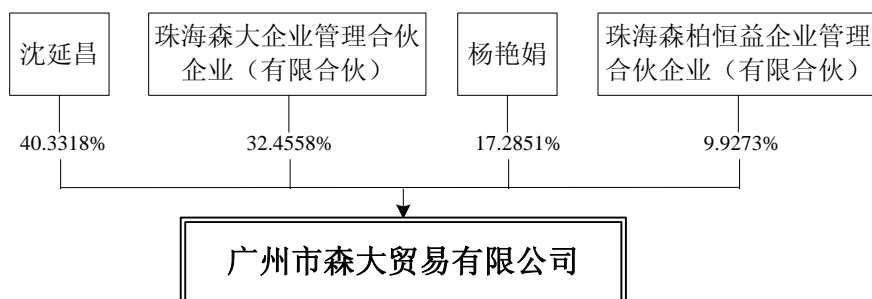 沈延昌
珠海森大企业管理合伙
企业（有限合伙）
杨艳娟
珠海森柏恒益企业管理
合伙企业（有限合伙）
40.3318%
32.4558%
17.2851%
9.9273%
广州市森大贸易有限公司